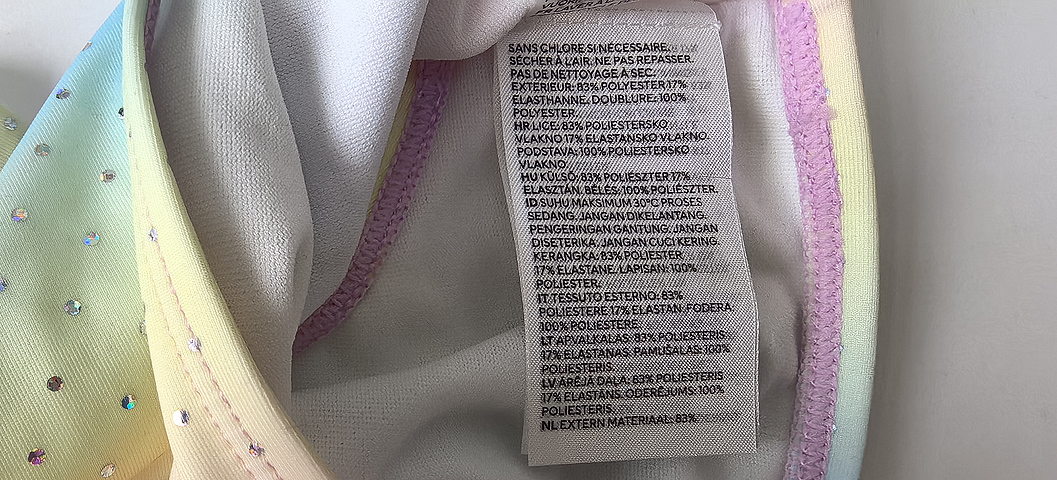 SANS CHLORE SI NÉCESSAIRE.
SÉCHER À L'AIR. NE PAS REPASSER.
PAS DE NETTOYAGE À SEC.
EXTÉRIEUR: 83% POLYESTER 17%
ÉLASTHANNE. DOUBLURE: 100%
POLYESTER.
HR LICE: 83% POLIESTERSKO
VLAKNO 17% ELASTANSKO VLAKNO.
PODSTAVA: 100% POLIESTERSKO
VLAKNO.
HU KÜLSŐ: 83% POLIÉSZTER 17%
ELASZTÁN. BÉLÉS: 100% POLIÉSZTER.
ID SUHU MAKSIMUM 30°C PROSES
SEDANG. JANGAN DIKELANTANG.
PENGERINGAN GANTUNG. JANGAN
DISETERIKA. JANGAN CUCI KERING.
KERANGKA: 83% POLIESTER
17% ELASTANE. LAPISAN: 100%
POLIESTER.
IT TESSUTO ESTERNO: 83%
POLIESTERE 17% ELASTAN. FODERA:
100% POLIESTERE.
LT APVALKALAS: 83% POLIESTERIS
17% ELASTANAS. PAMUŠALAS: 100%
POLIESTERIS.
LV ĀRĒJĀ DAĻA: 83% POLIESTERIS
17% ELASTĀNS. ODERĒJUMS: 100%
POLIESTERIS.
NL EXTERN MATERIAAL: 83%